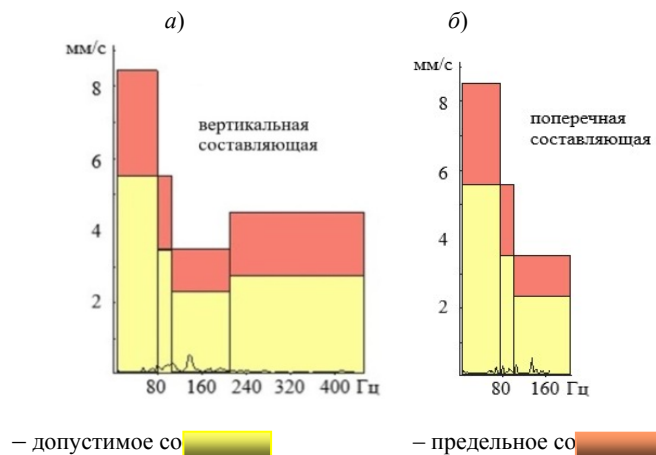 а) б)
мм/с мм/с
8 8
вертикальная составляющая
поперечная составляющая
6 6
4 4
2 2
80 160 240 320 400 Гц 80 160 Гц
– допустимое со – предельное со